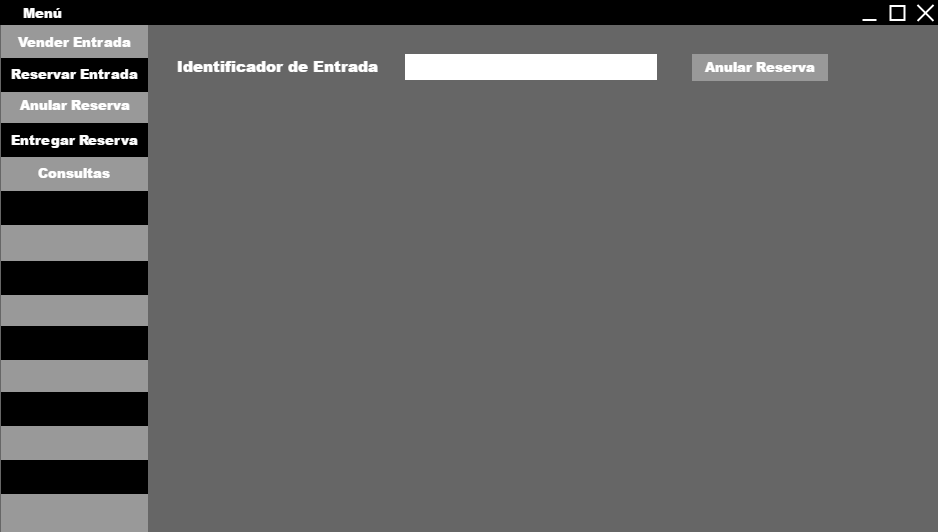 Menú
Vender Entrada
Reservar Entrada
Anular Reserva
Entregar Reserva
Consultas
Identificador de Entrada
Anular Reserva